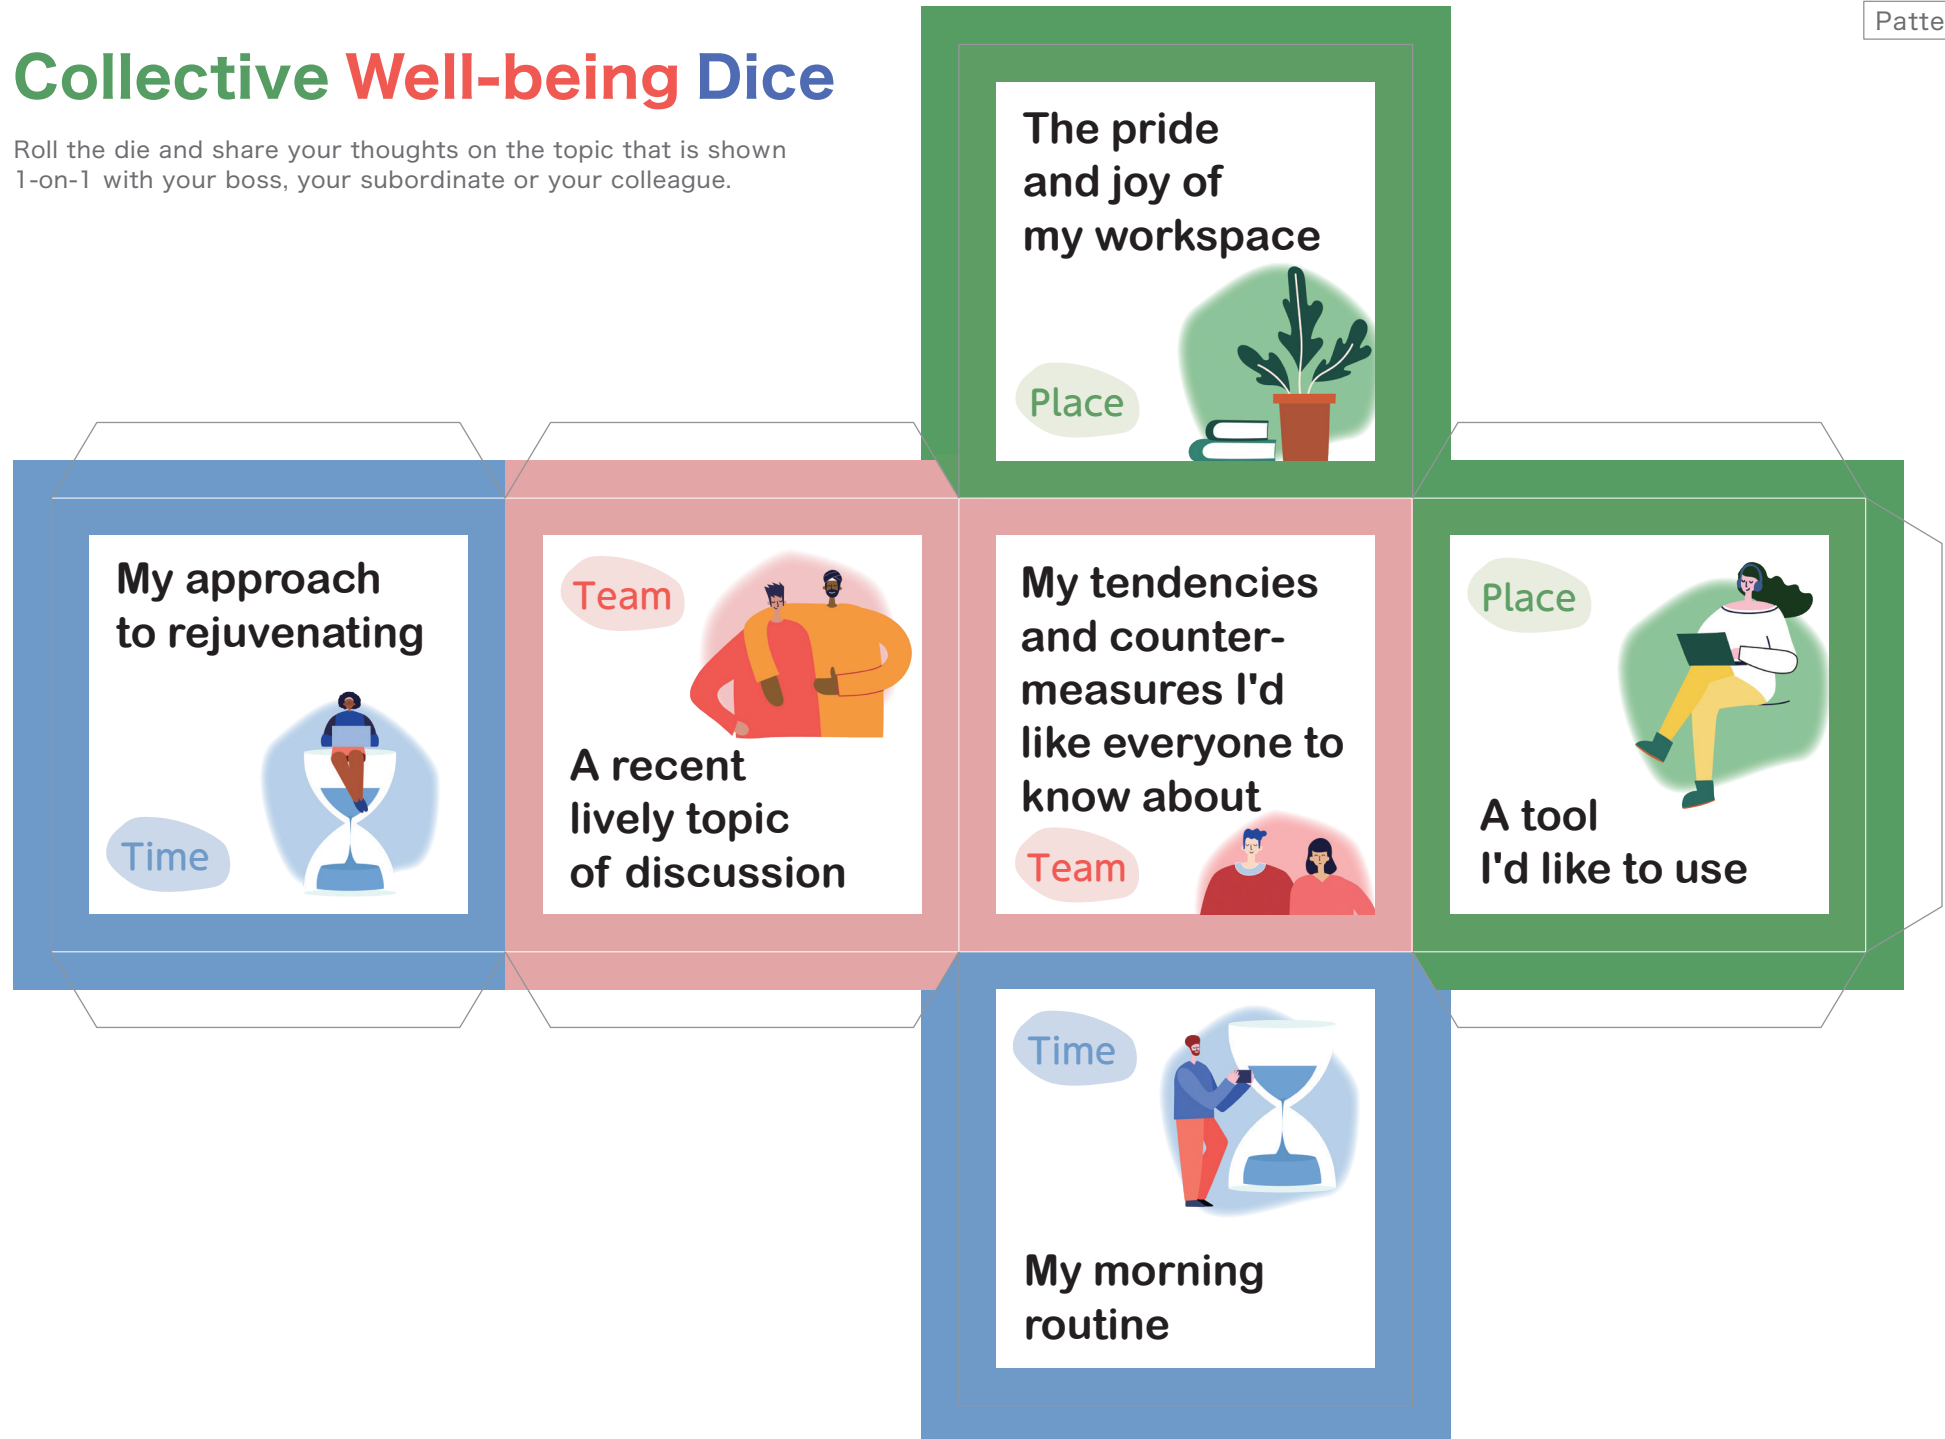 Collective Well-being Dice
Roll the die and share your thoughts on the topic that is shown
1-on-1 with your boss, your subordinate or your colleague.
Patte
The pride
and joy of
my workspace
Place
My approach
to rejuvenating
Time
Team
A recent
lively topic
of discussion
My tendencies
and counter-
measures I'd
like everyone to
know about
Team
Place
A tool
I'd like to use
Time
My morning
routine